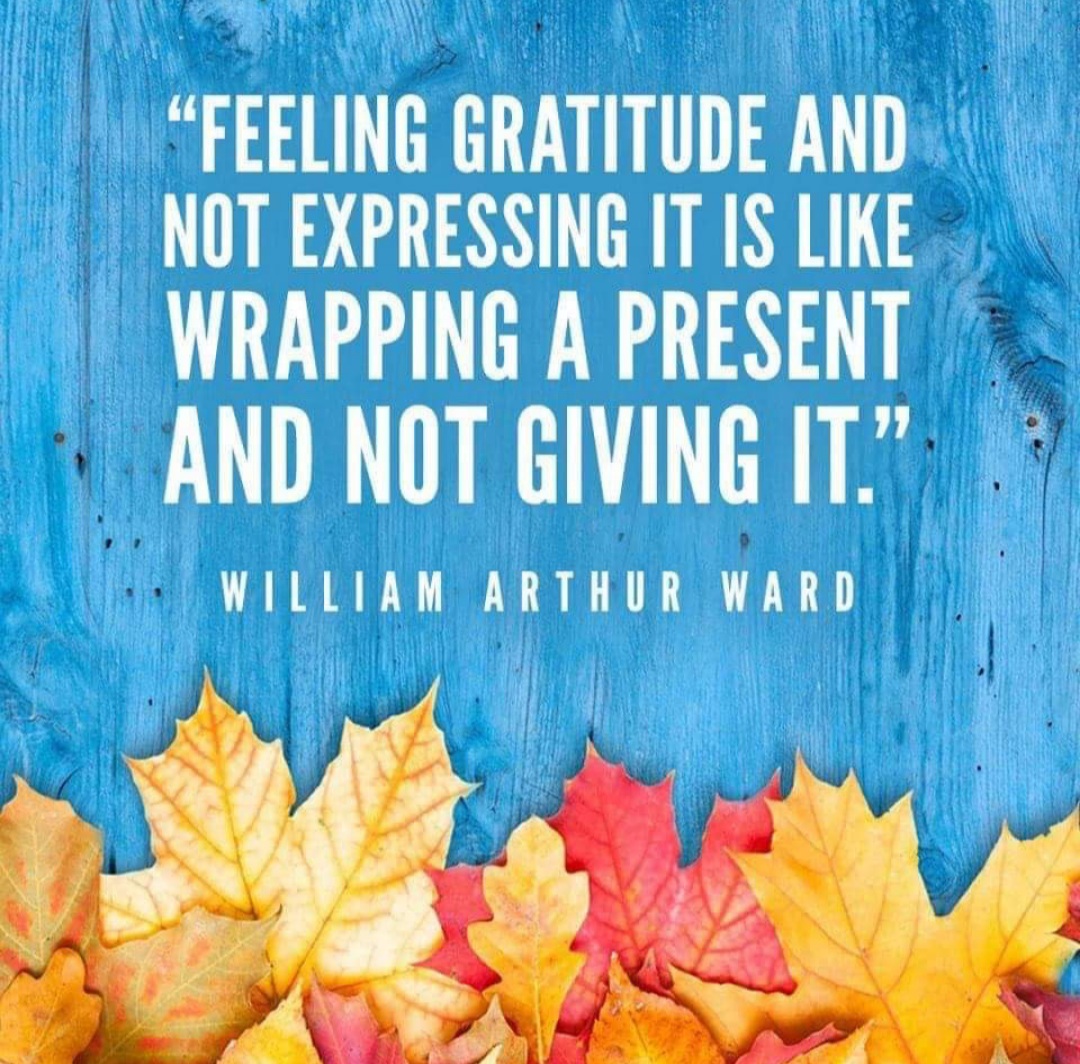 “FEELING GRATITUDE AND
NOT EXPRESSING IT IS LIKE
WRAPPING A PRESENT
AND NOT GIVING IT.”
WILLIAM ARTHUR WARD